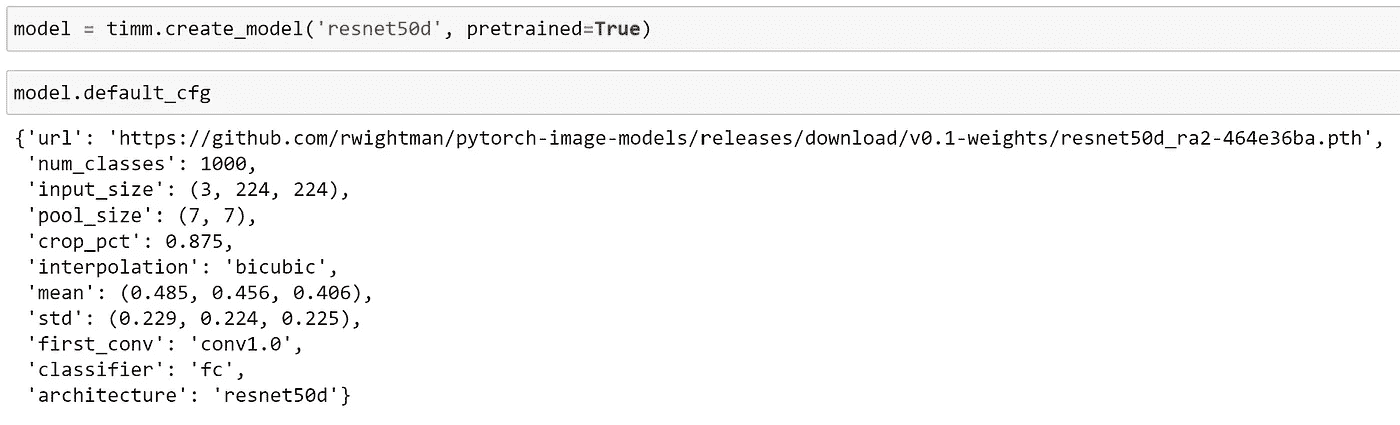 model = timm.create_model('resnet50d', pretrained=True)
model.default_cfg
{'url': 'https://github.com/rwightman/pytorch-image-models/releases/download/v0.1-weights/resnet50d_ra2-464e36ba.pth',
'num_classes': 1000,
'input_size': (3, 224, 224),
'pool_size': (7, 7),
'crop_pct': 0.875,
'interpolation': 'bicubic',
'mean': (0.485, 0.456, 0.406),
'std': (0.229, 0.224, 0.225),
'first_conv': 'conv1.0',
'classifier': 'fc',
'architecture': 'resnet50d'}